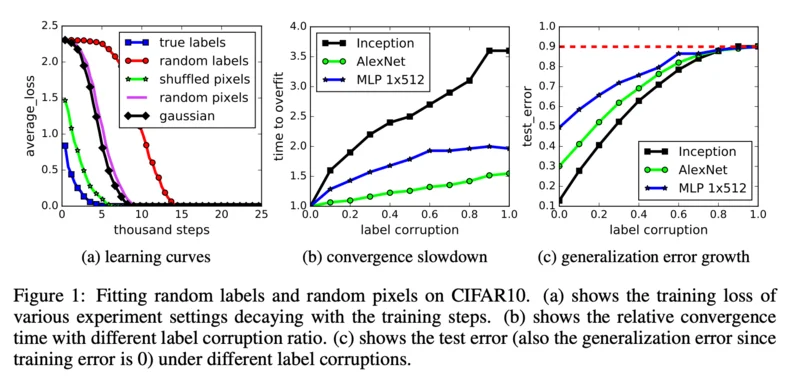 2.5
2.0
1.5
1.0
0.5
0.0
average_loss
true labels
random labels
shuffled pixels
random pixels
gaussian
0 5 10 15 20 25
thousand steps
(a) learning curves
4.0
3.5
3.0
2.5
2.0
1.5
1.0
time to overfit
Inception
AlexNet
MLP 1x512
0.0 0.2 0.4 0.6 0.8 1.0
label corruption
(b) convergence slowdown
1.0
0.9
0.8
0.7
0.6
0.5
0.4
0.3
0.2
0.1
test_error
Inception
AlexNet
MLP 1x512
0.0 0.2 0.4 0.6 0.8 1.0
label corruption
(c) generalization error growth
Figure 1: Fitting random labels and random pixels on CIFAR10. (a) shows the training loss of
various experiment settings decaying with the training steps. (b) shows the relative convergence
time with different label corruption ratio. (c) shows the test error (also the generalization error since
training error is 0) under different label corruptions.